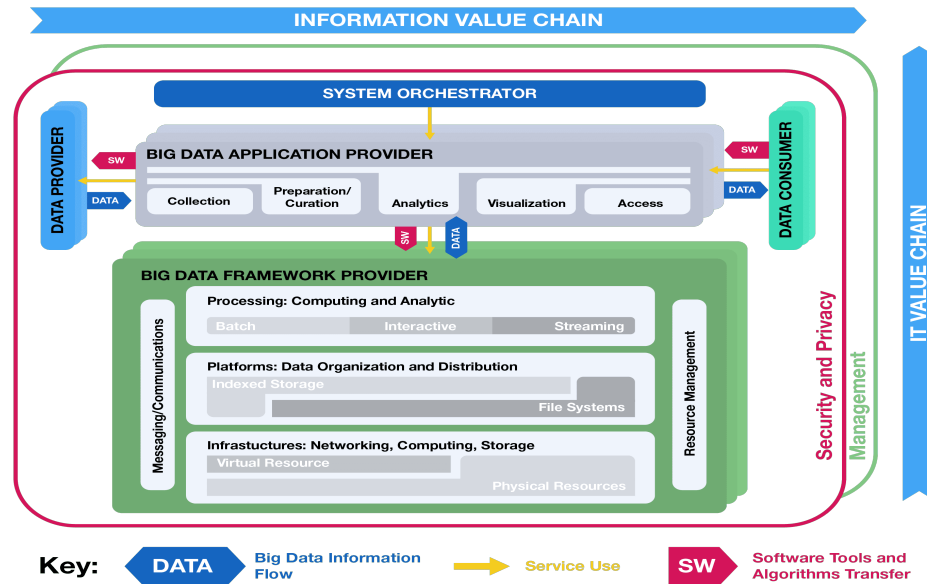 INFORMATION VALUE CHAIN
SYSTEM ORCHESTRATOR
DATA PROVIDER
SW
DATA
BIG DATA APPLICATION PROVIDER
Collection
Preparation/
Curation
Analytics
Visualization
Access
SW
DATA
DATA CONSUMER
SW
DATA
BIG DATA FRAMEWORK PROVIDER
Messaging/Communications
Processing: Computing and Analytic
Batch
Interactive
Streaming
Platforms: Data Organization and Distribution
Indexed Storage
File Systems
Infrastuctures: Networking, Computing, Storage
Virtual Resource
Physical Resources
Resource Management
Security and Privacy
Management
IT VALUE CHAIN
Key:
DATA
Big Data Information
Flow
Service Use
SW
Software Tools and
Algorithms Transfer